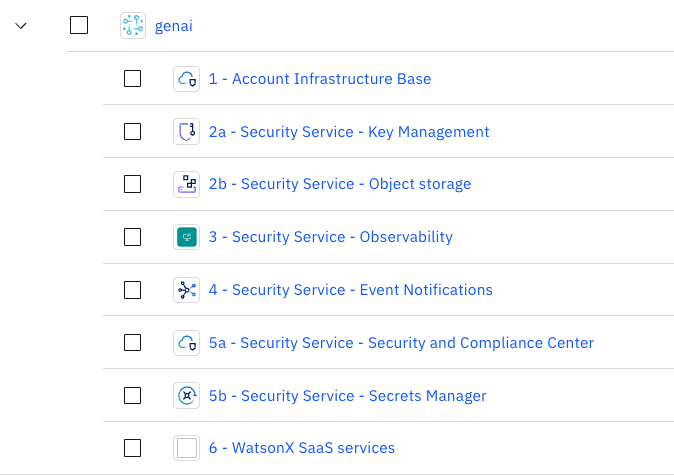 genai
1 - Account Infrastructure Base
2a - Security Service - Key Management
2b - Security Service - Object storage
3 - Security Service - Observability
4 - Security Service - Event Notifications
5a - Security Service - Security and Compliance Center
5b - Security Service - Secrets Manager
6 - WatsonX SaaS services